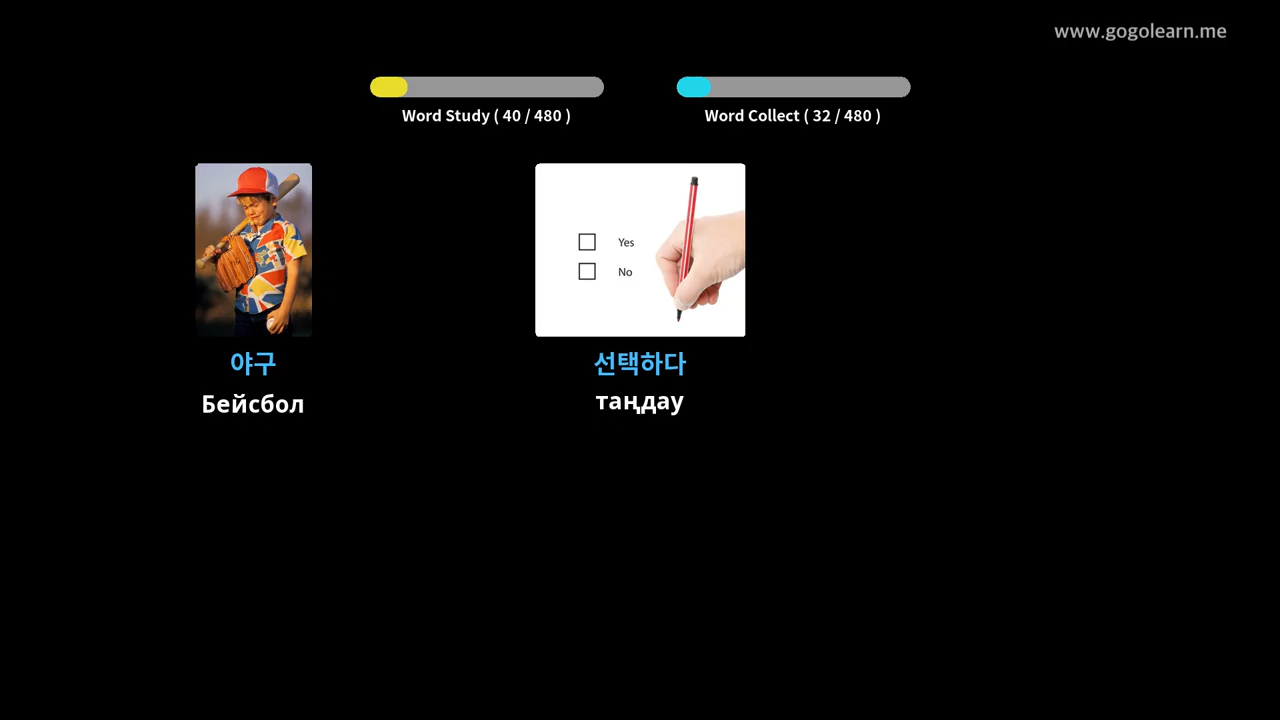 www.gogolearn.me
Word Study ( 40 / 480 )
Word Collect ( 32 / 480 )
Yes
No
야구
선택하다
Бейсбол
таңдау